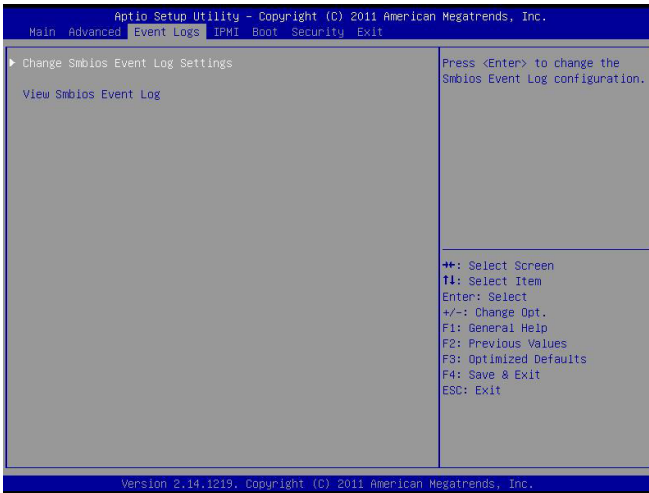 Aptio Setup Utility – Copyright (C) 2011 American Megatrends, Inc.
Main Advanced Event Logs IPMI Boot Security Exit
▶ Change Smbios Event Log Settings
View Smbios Event Log
Press <Enter> to change the
Smbios Event Log configuration.
→←: Select Screen
↑↓: Select Item
Enter: Select
+/-: Change Opt.
F1: General Help
F2: Previous Values
F3: Optimized Defaults
F4: Save & Exit
ESC: Exit
Version 2.14.1219. Copyright (C) 2011 American Megatrends, Inc.